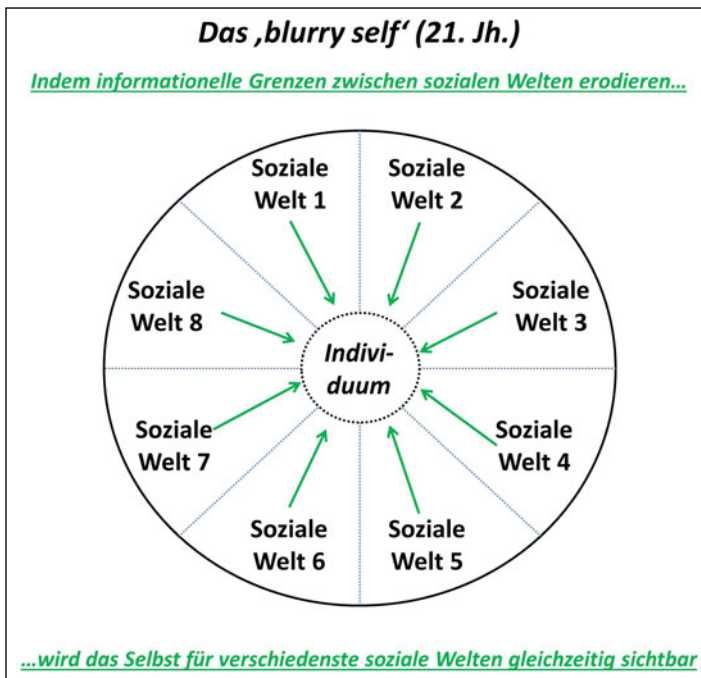 Das ‚blurry self‘ (21. Jh.)
Indem informationelle Grenzen zwischen sozialen Welten erodieren…
Soziale
Welt 1
Soziale
Welt 2
Soziale
Welt 3
Soziale
Welt 4
Soziale
Welt 5
Soziale
Welt 6
Soziale
Welt 7
Soziale
Welt 8
Indivi-
duum
…wird das Selbst für verschiedenste soziale Welten gleichzeitig sichtbar